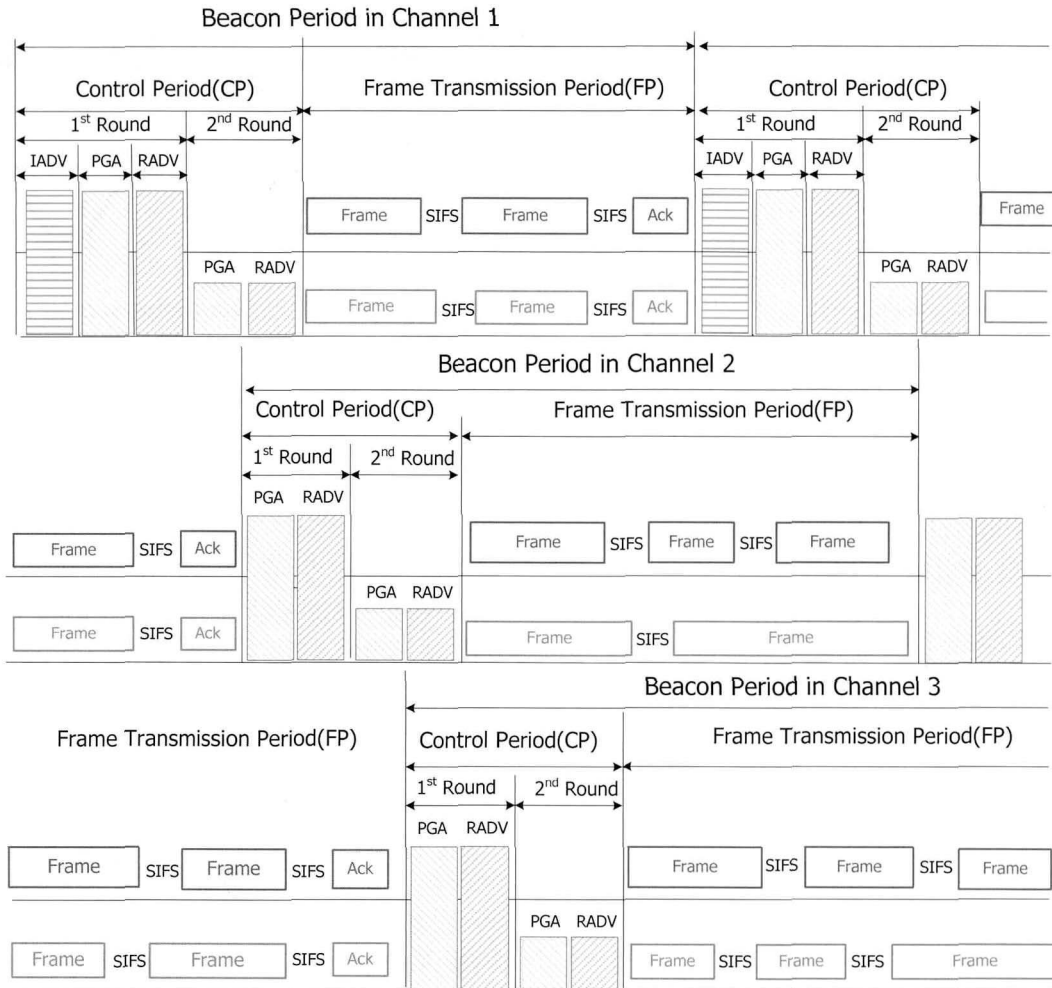 Beacon Period in Channel 1
Control Period(CP) Frame Transmission Period(FP) Control Period(CP)
1st Round 2nd Round 1st Round 2nd Round
IADV PGA RADV IADV PGA RADV
Frame SIFS Frame SIFS Ack Frame
PGA RADV PGA RADV
Frame SIFS Frame SIFS Ack
Beacon Period in Channel 2
Control Period(CP) Frame Transmission Period(FP)
1st Round 2nd Round
PGA RADV
Frame SIFS Ack Frame SIFS Frame SIFS Frame
PGA RADV
Frame SIFS Ack Frame SIFS Frame
Beacon Period in Channel 3
Frame Transmission Period(FP) Control Period(CP) Frame Transmission Period(FP)
1st Round 2nd Round
PGA RADV
Frame SIFS Frame SIFS Ack Frame SIFS Frame SIFS Frame
PGA RADV
Frame SIFS Frame SIFS Ack Frame SIFS Frame SIFS Frame